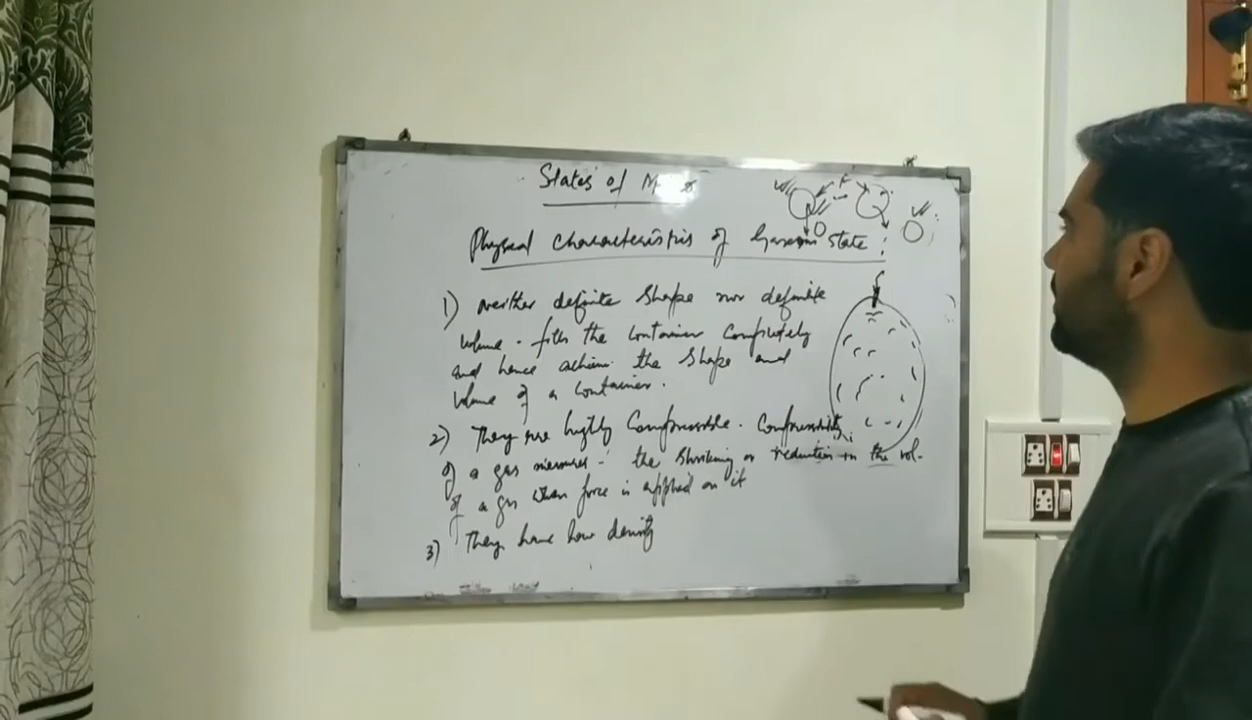 States of
Physical characteristics of Gaseous State
1) neither definite shape nor definite
volume - fills the container completely
and hence achieve the shape and
volume of a container.
2) They are highly Compressible. Compressibility
of a gas measures - the shrinking or reduction in the vol.
of a gas when force is applied on it
3) They have low density